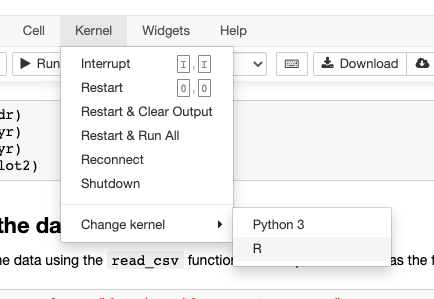 Cell Kernel Widgets Help
Run Download
Interrupt I , I
Restart 0 , 0
Restart & Clear Output
Restart & Run All
Reconnect
Shutdown
Change kernel
Python 3
R
dr)
yr)
yr)
lot2)
the da
ne data using the read_csv function as the f